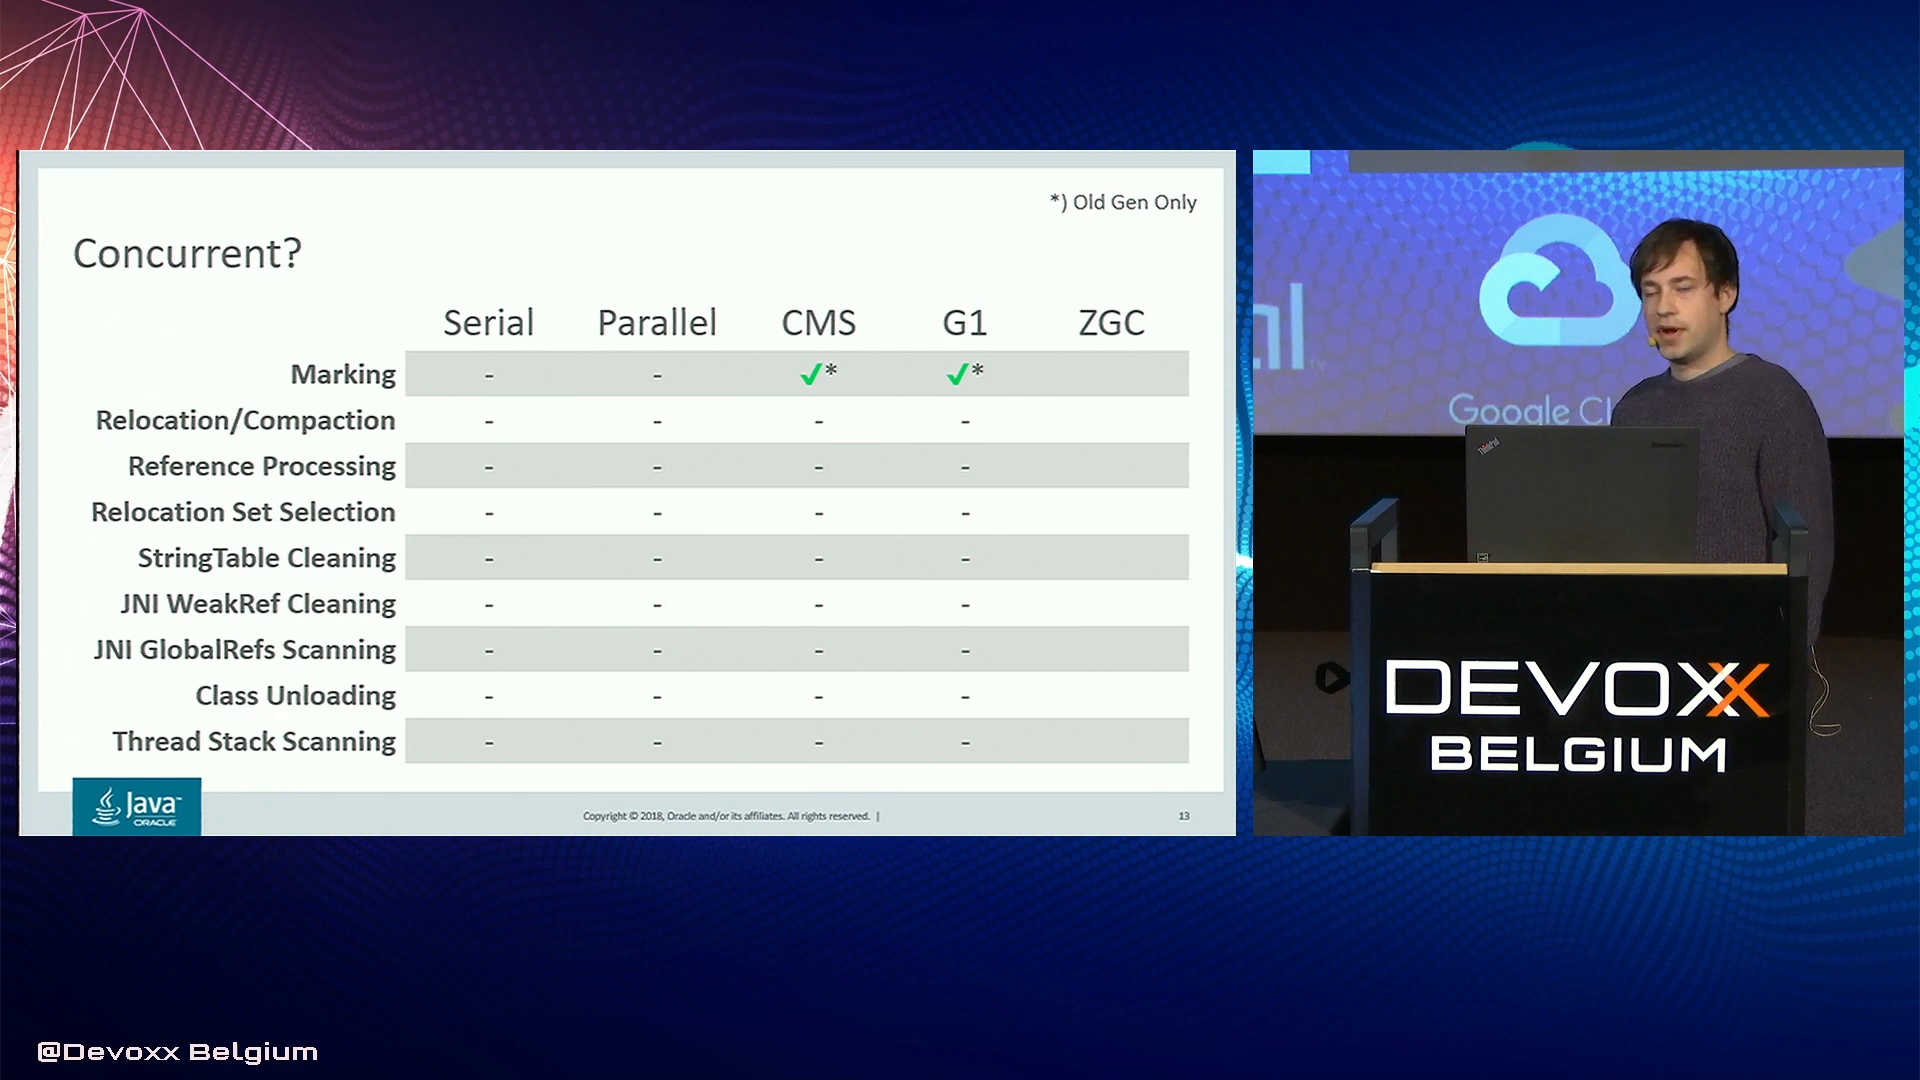 *) Old Gen Only
Concurrent?
Serial Parallel CMS G1 ZGC
Marking - - ✓* ✓*
Relocation/Compaction - - - -
Reference Processing - - - -
Relocation Set Selection - - - -
StringTable Cleaning - - - -
JNI WeakRef Cleaning - - - -
JNI GlobalRefs Scanning - - - -
Class Unloading - - - -
Thread Stack Scanning - - - -
Java™
ORACLE
Copyright © 2018, Oracle and/or its affiliates. All rights reserved. |
13
Google Cl
ThinkPad
DEVOXX
BELGIUM
@Devoxx Belgium